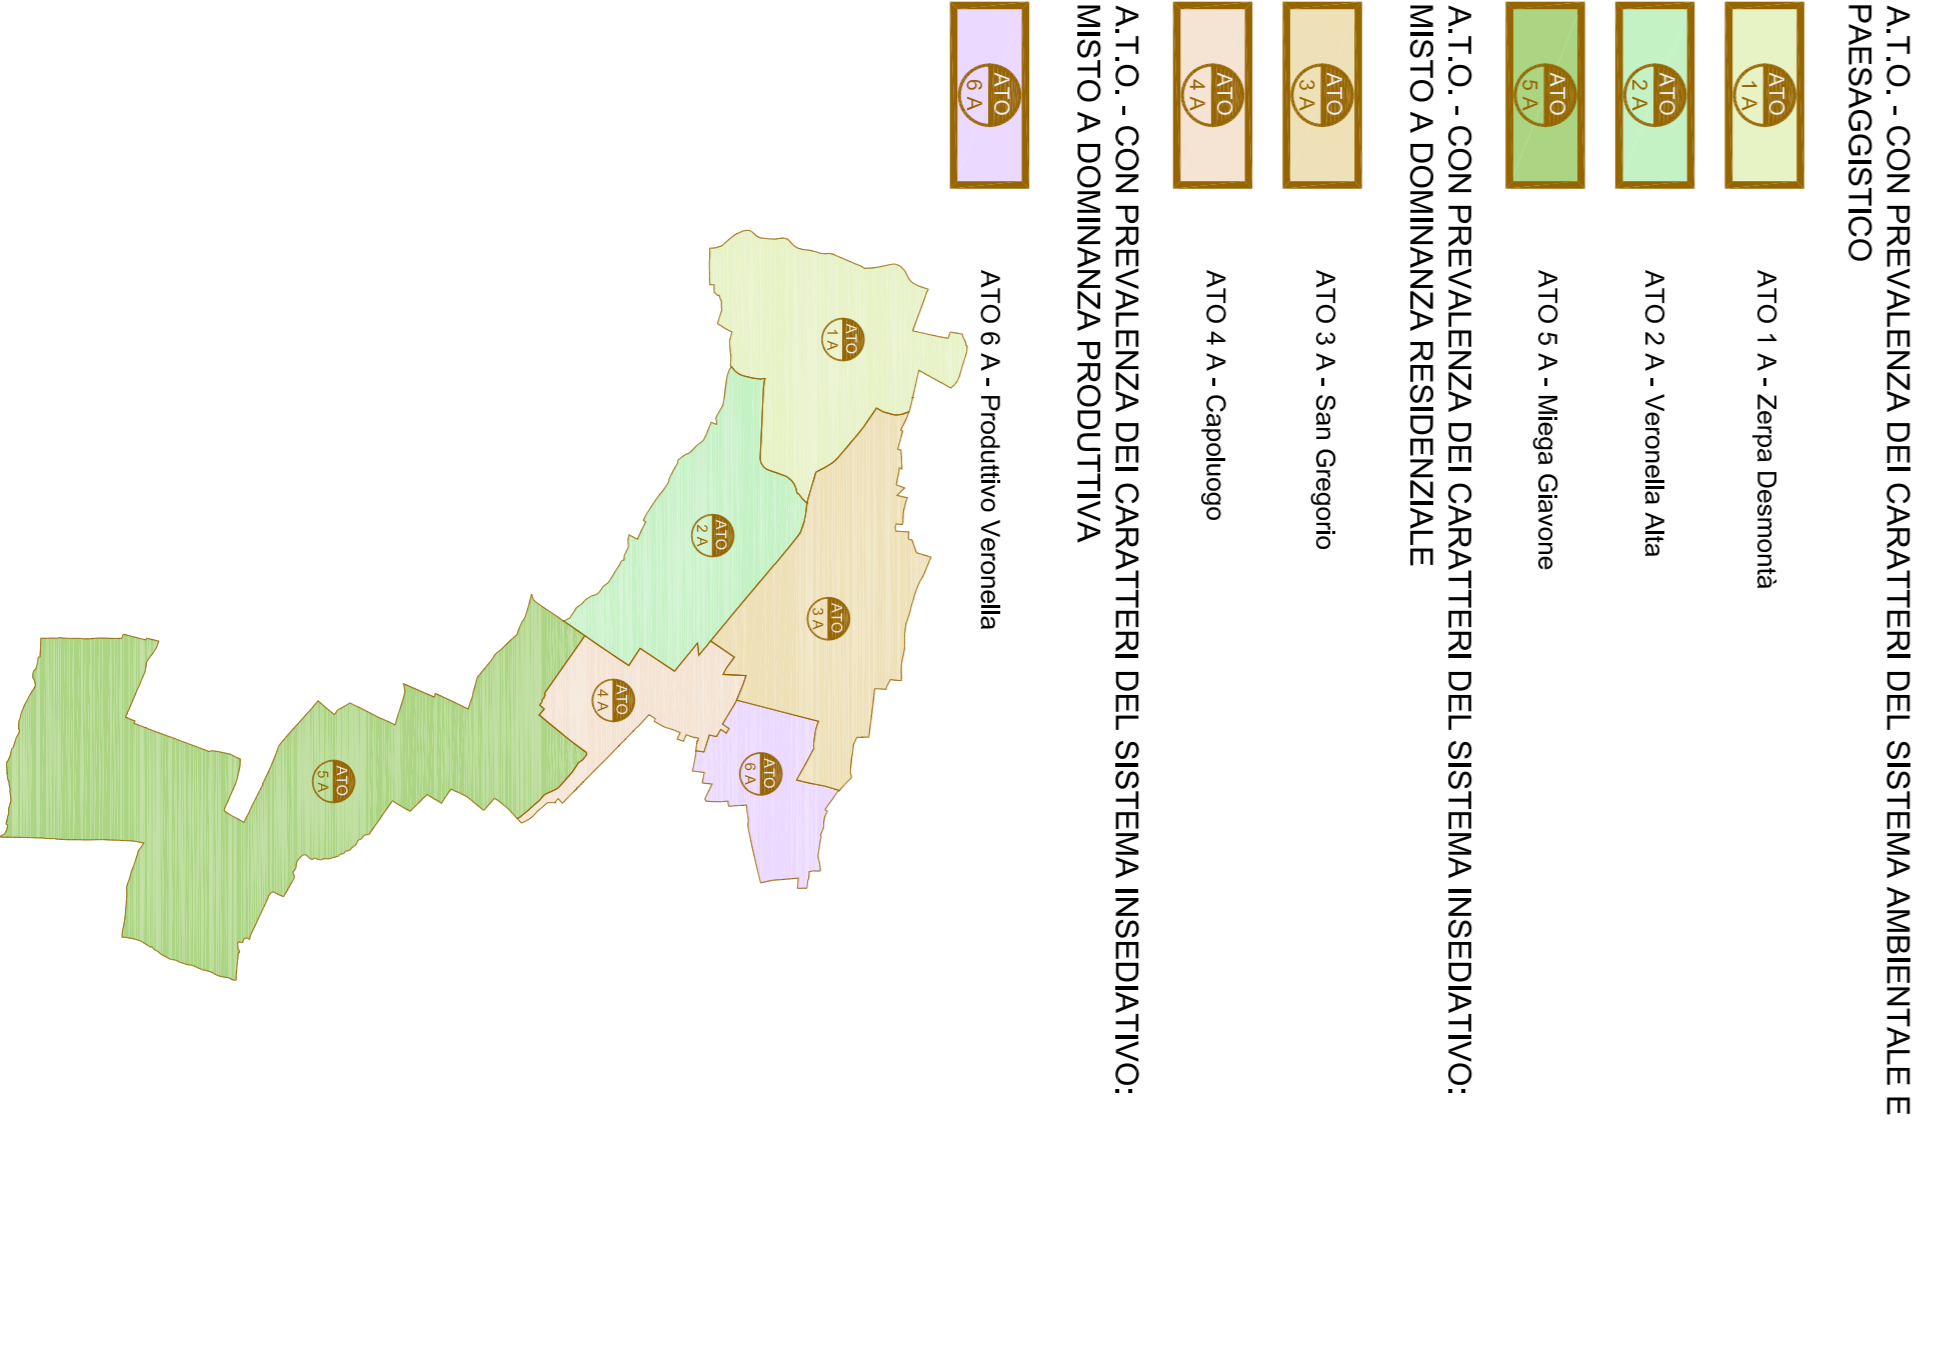 A.T.O. - CON PREVALENZA DEI CARATTERI DEL SISTEMA AMBIENTALE E
PAESAGGISTICO
ATO
1 A
ATO 1 A - Zerpa Desmontà
ATO
2 A
ATO 2 A - Veronella Alta
ATO
5 A
ATO 5 A - Miega Giavone
A.T.O. - CON PREVALENZA DEI CARATTERI DEL SISTEMA INSEDIATIVO:
MISTO A DOMINANZA RESIDENZIALE
ATO
3 A
ATO 3 A - San Gregorio
ATO
4 A
ATO 4 A - Capoluogo
A.T.O. - CON PREVALENZA DEI CARATTERI DEL SISTEMA INSEDIATIVO:
MISTO A DOMINANZA PRODUTTIVA
ATO
6 A
ATO 6 A - Produttivo Veronella
ATO
1 A
ATO
3 A
ATO
6 A
ATO
2 A
ATO
4 A
ATO
5 A